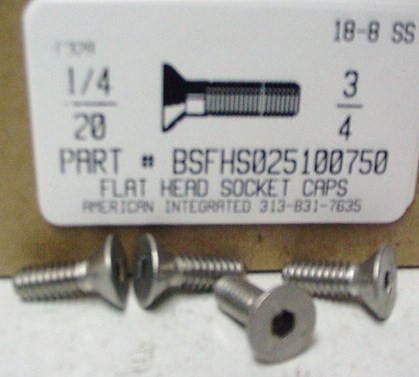 18-8 SS
1/4
20
3
4
PART # BSFHS025100750
FLAT HEAD SOCKET CAPS
AMERICAN INTEGRATED 313-831-7635